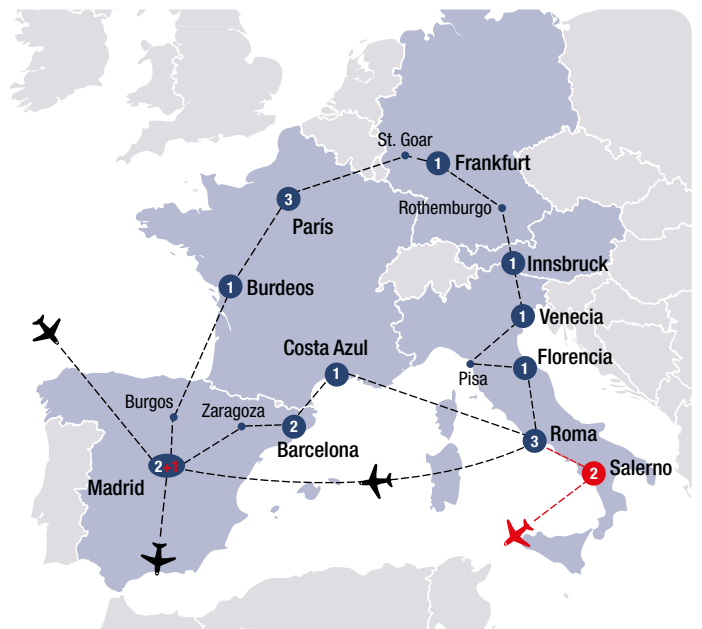 St. Goar
1 Frankfurt
3
Rothemburgo
París
1 Innsbruck
1 Burdeos
1 Venecia
Costa Azul
Florencia
1
1
Pisa
Burgos
Zaragoza
2
Barcelona
3 Roma
2+1
Madrid
2 Salerno